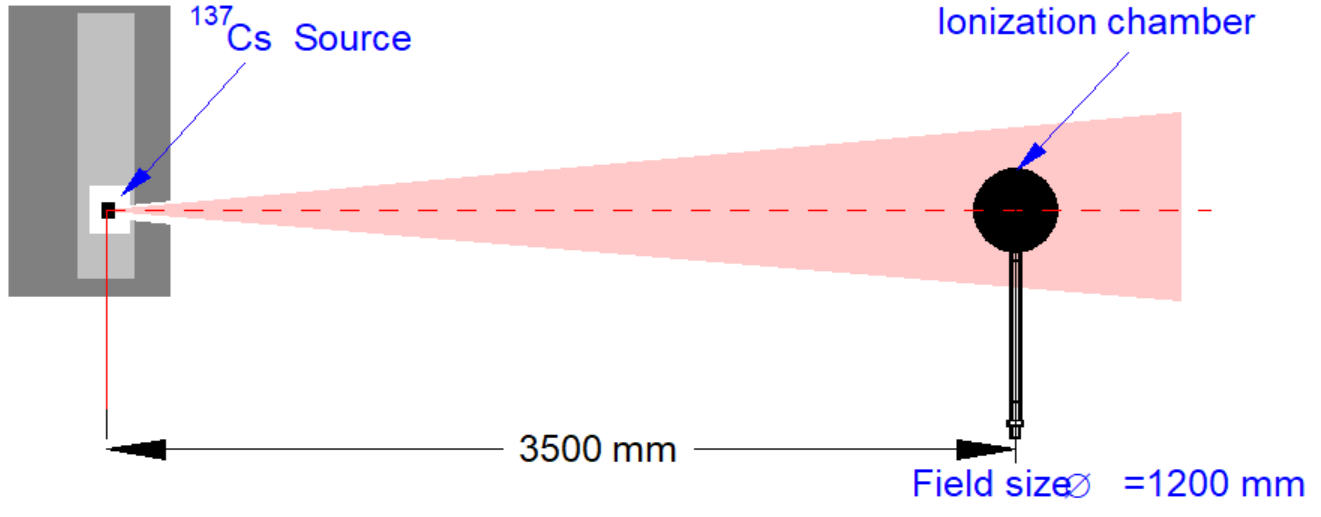 137Cs Source
Ionization chamber
3500 mm
Field size∅ =1200 mm